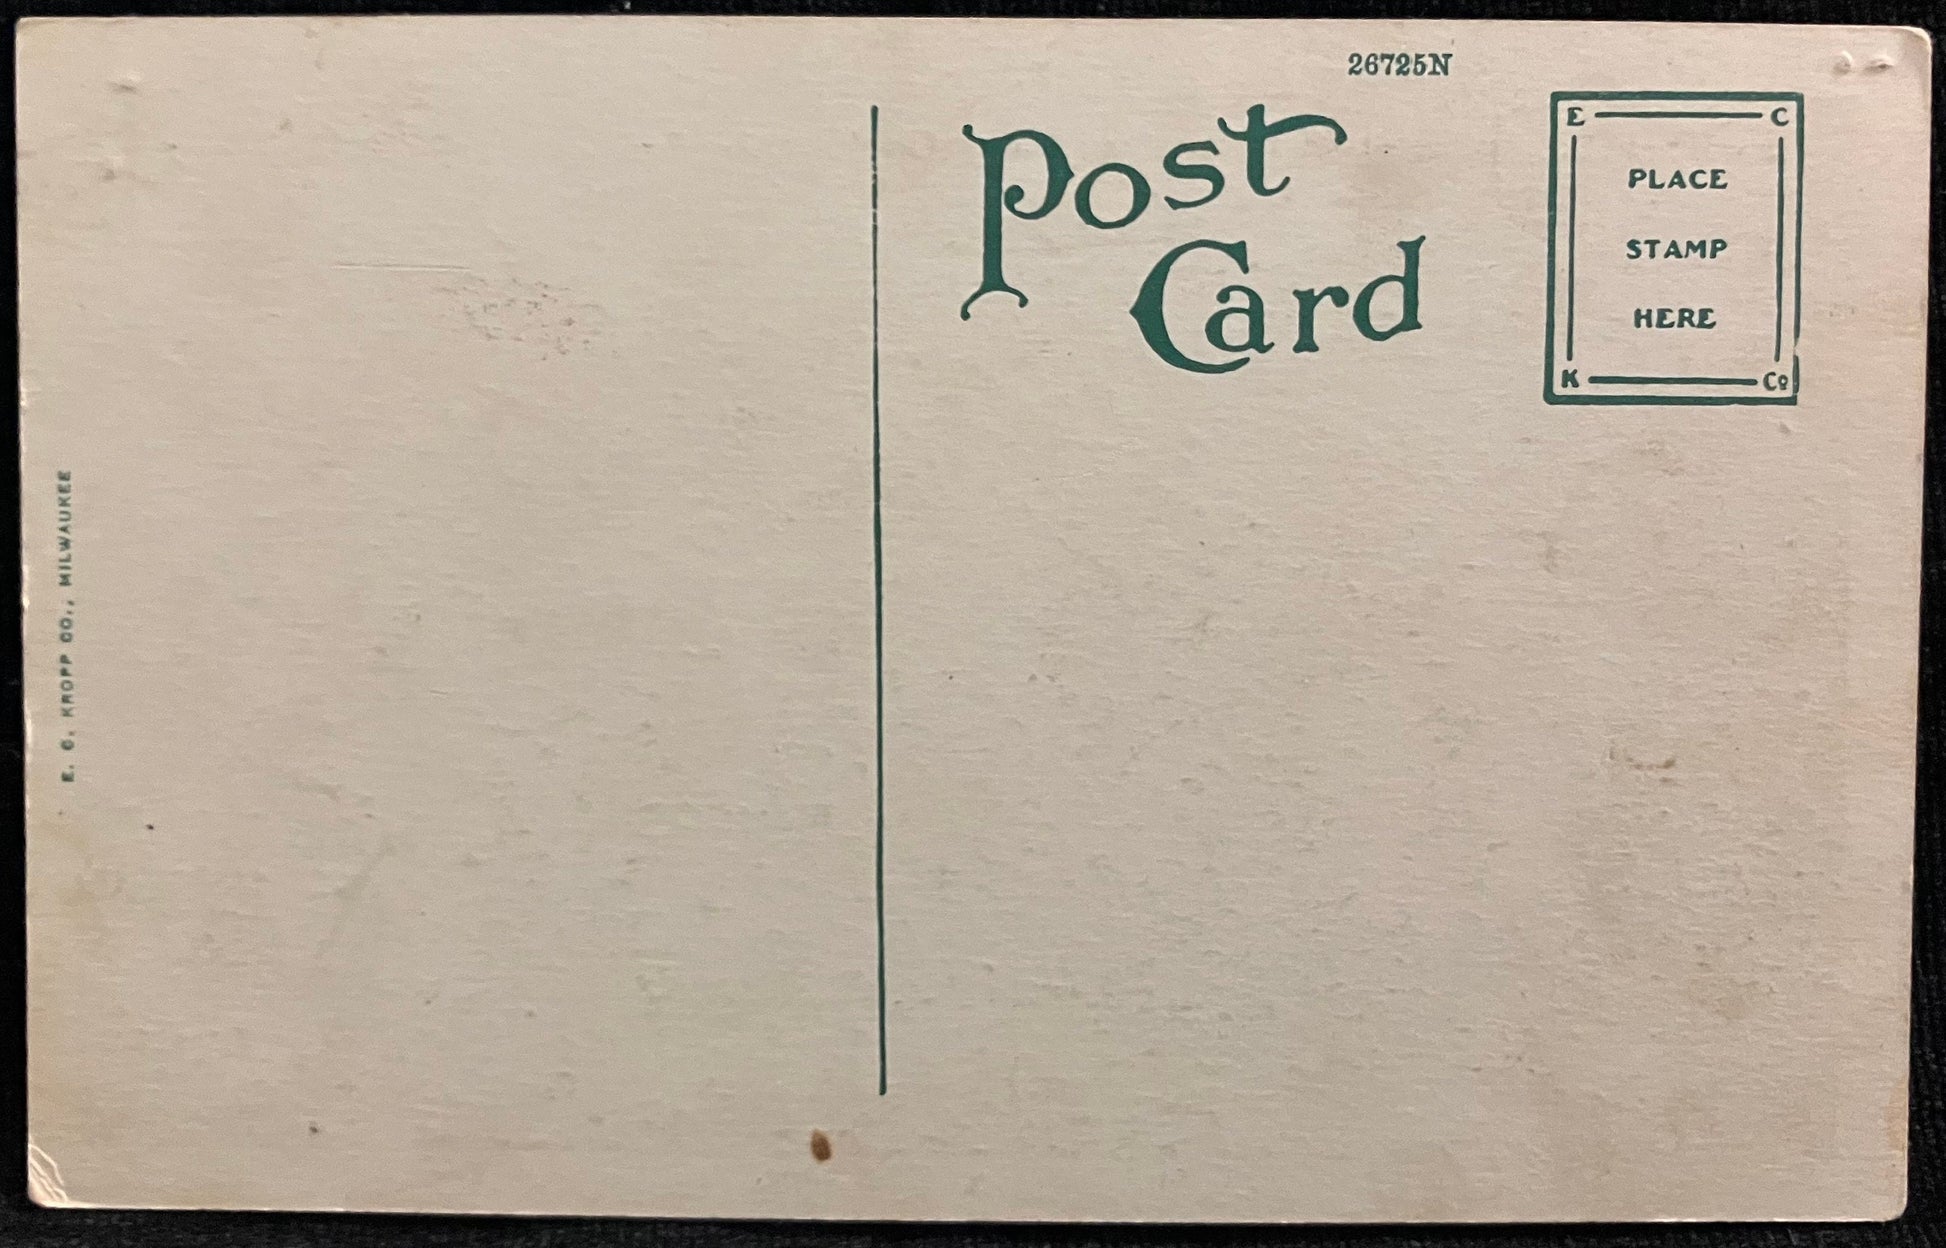 26725N
Post
Card
E C
PLACE
STAMP
HERE
K Co
E. C. KROPP CO., MILWAUKEE